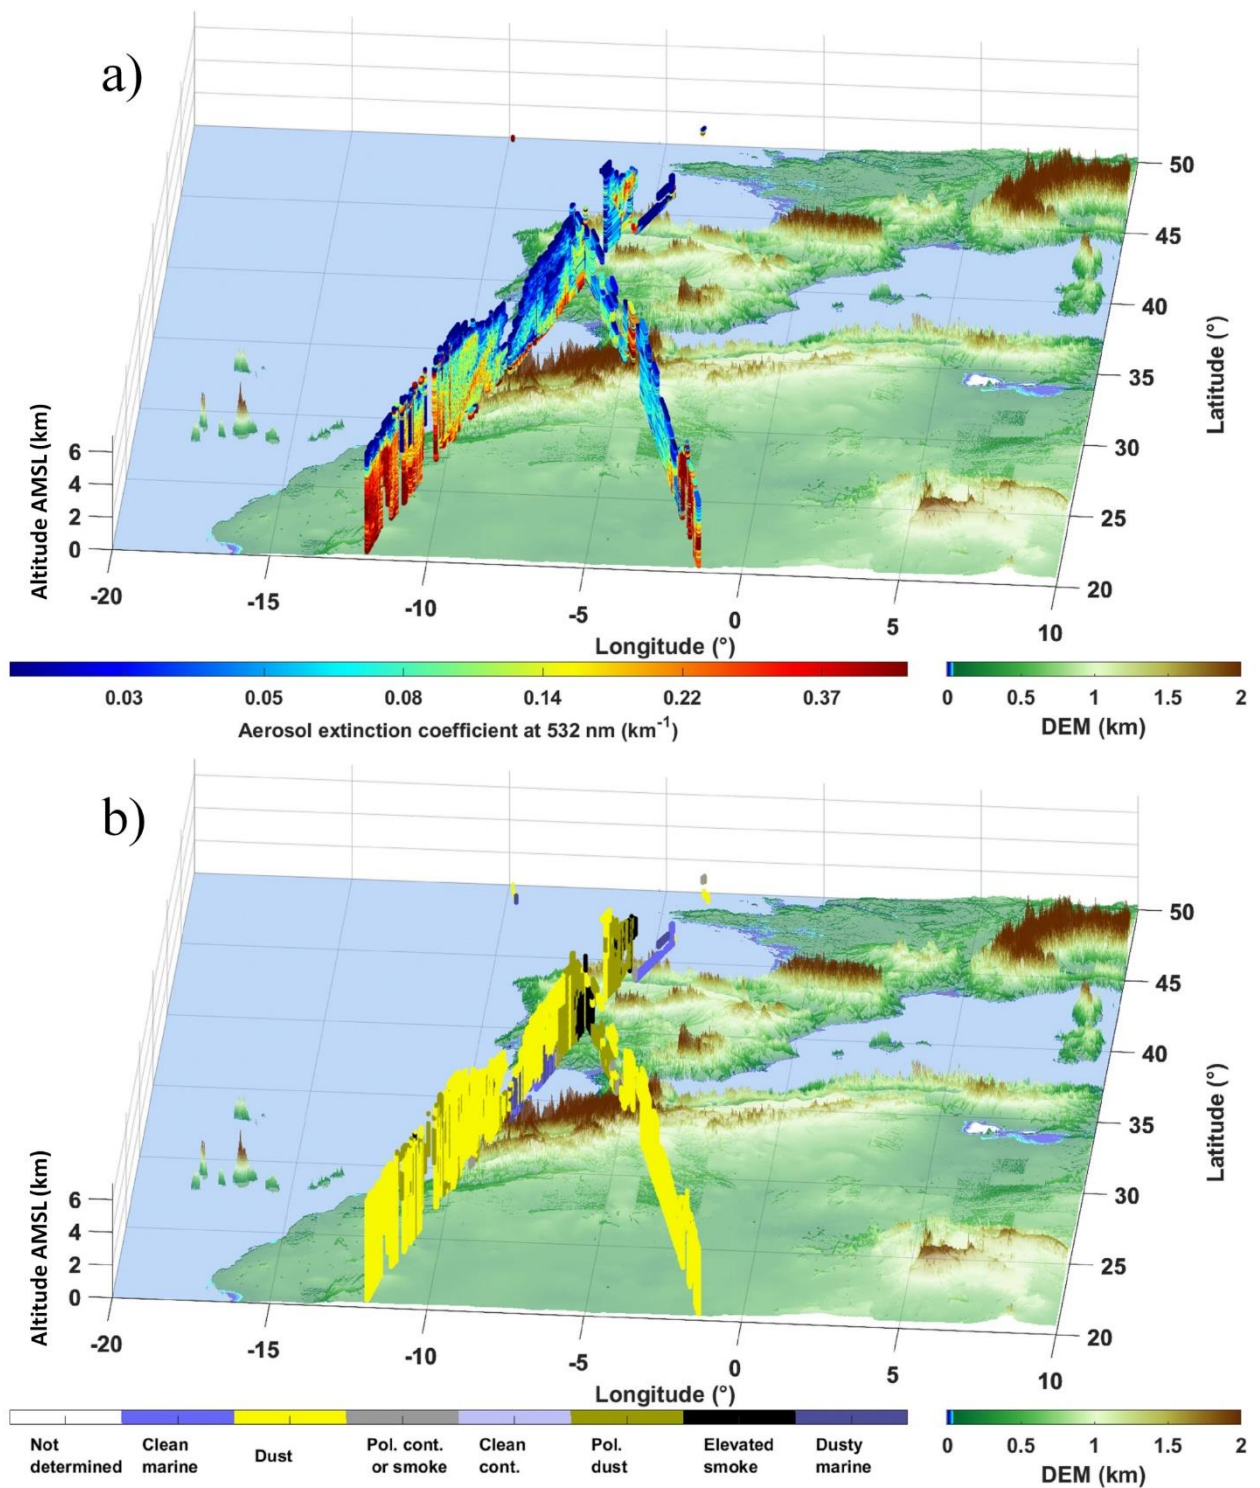 a)
50
45
40
35
30
25
20
Latitude (°)
Altitude AMSL (km)
6
4
2
0
-20
-15
-10
-5
0
5
10
Longitude (°)
0.03 0.05 0.08 0.14 0.22 0.37
Aerosol extinction coefficient at 532 nm (km-1)
0 0.5 1 1.5 2
DEM (km)
b)
50
45
40
35
30
25
20
Latitude (°)
Altitude AMSL (km)
6
4
2
0
-20
-15
-10
-5
0
5
10
Longitude (°)
Not determined
Clean marine
Dust
Pol. cont. or smoke
Clean cont.
Pol. dust
Elevated smoke
Dusty marine
0 0.5 1 1.5 2
DEM (km)